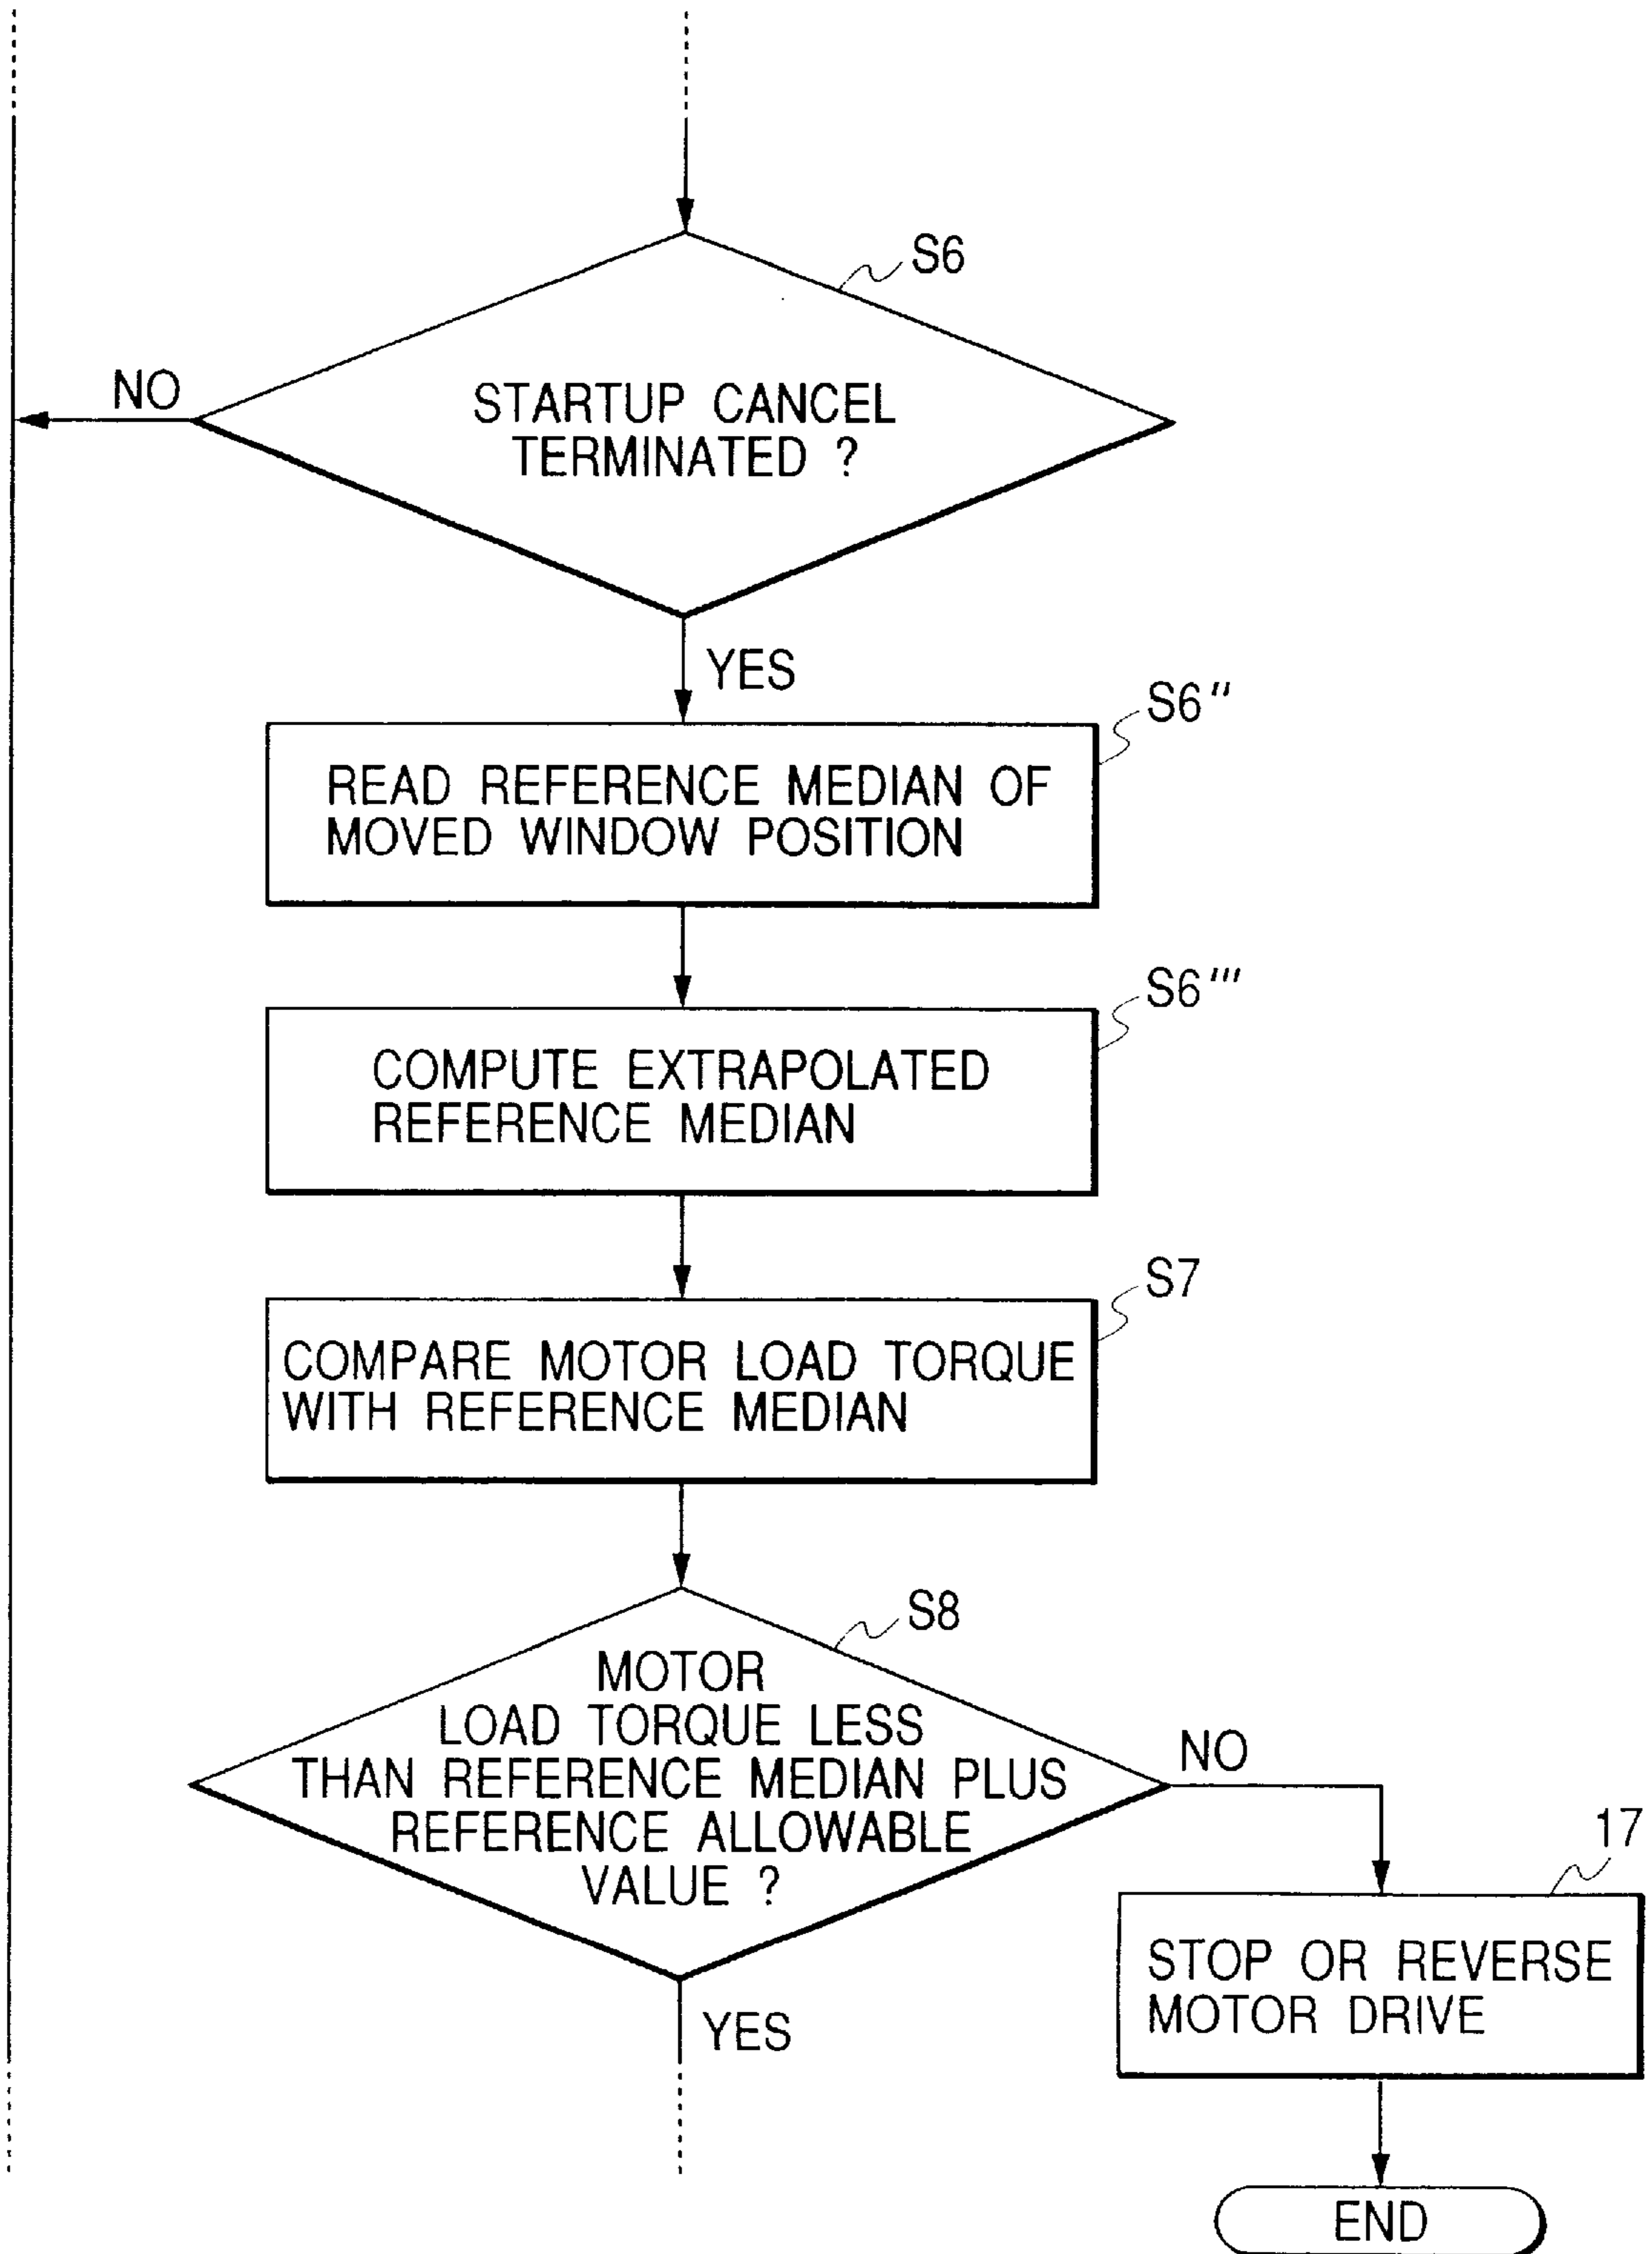 S6
NO
STARTUP CANCEL
TERMINATED ?
YES
S6"
READ REFERENCE MEDIAN OF
MOVED WINDOW POSITION
S6'''
COMPUTE EXTRAPOLATED
REFERENCE MEDIAN
S7
COMPARE MOTOR LOAD TORQUE
WITH REFERENCE MEDIAN
S8
MOTOR
LOAD TORQUE LESS
THAN REFERENCE MEDIAN PLUS
REFERENCE ALLOWABLE
VALUE ?
NO
17
STOP OR REVERSE
MOTOR DRIVE
YES
END